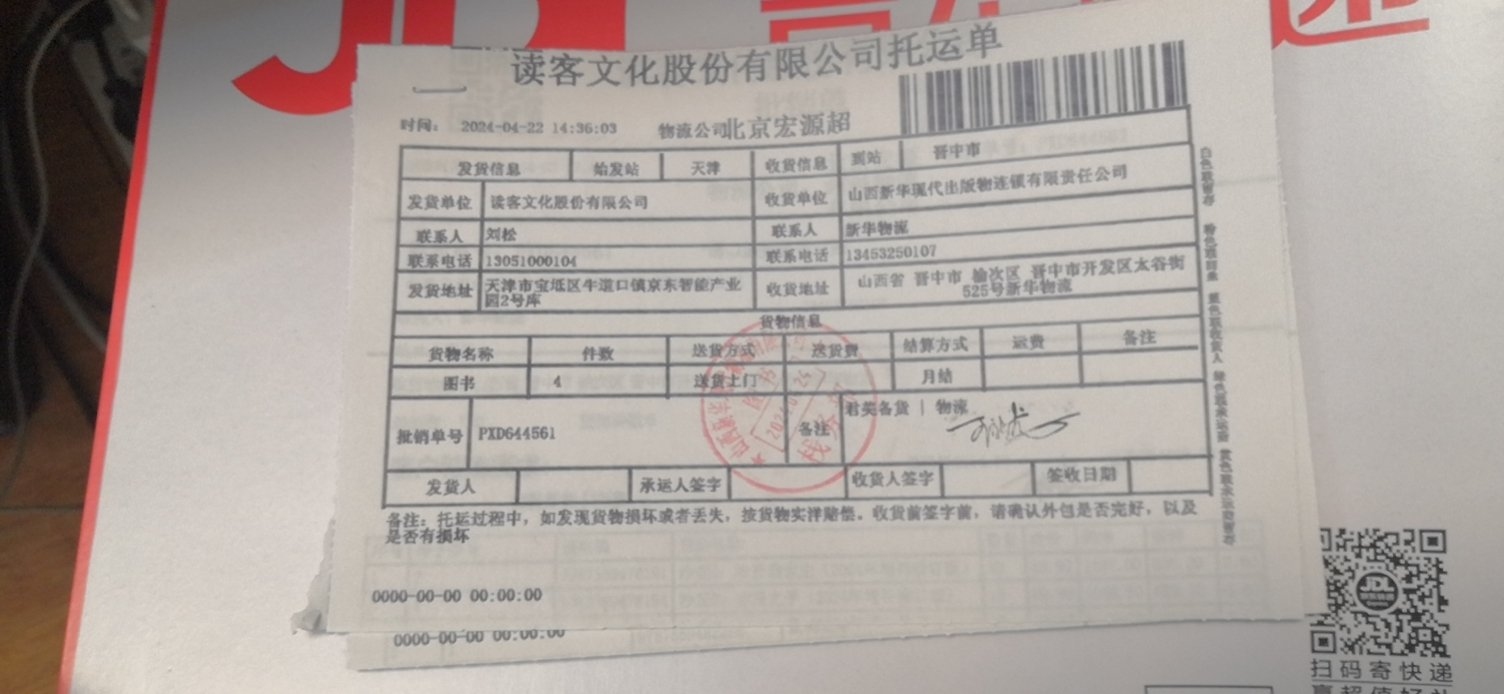 读客文化股份有限公司托运单
时间： 2024-04-22 14:36:03 物流公司北京宏源超
发货信息 始发站 天津 收货信息 到站 晋中市
发货单位 读客文化股份有限公司 收货单位 山西新华现代出版物连锁有限责任公司
联系人 刘松 联系人 新华物流
联系电话 13051000104 联系电话 13453250107
发货地址 天津市宝坻区牛道口镇京东智能产业
园2号库
收货地址 山西省 晋中市 榆次区 晋中市开发区太谷街
525号新华物流
货物信息
货物名称 件数 送货方式 送货费 结算方式 运费 备注
图书 4 送货上门 月结
批销单号 PXD644561 备注 君笑备货 | 物流
发货人 承运人签字 收货人签字 签收日期
备注：托运过程中，如发现货物损坏或者丢失，按货物实洋赔偿。收货前签字前，请确认外包是否完好，以及
是否有损坏
0000-00-00 00:00:00
0000-00-00 00:00:00
扫码寄快递